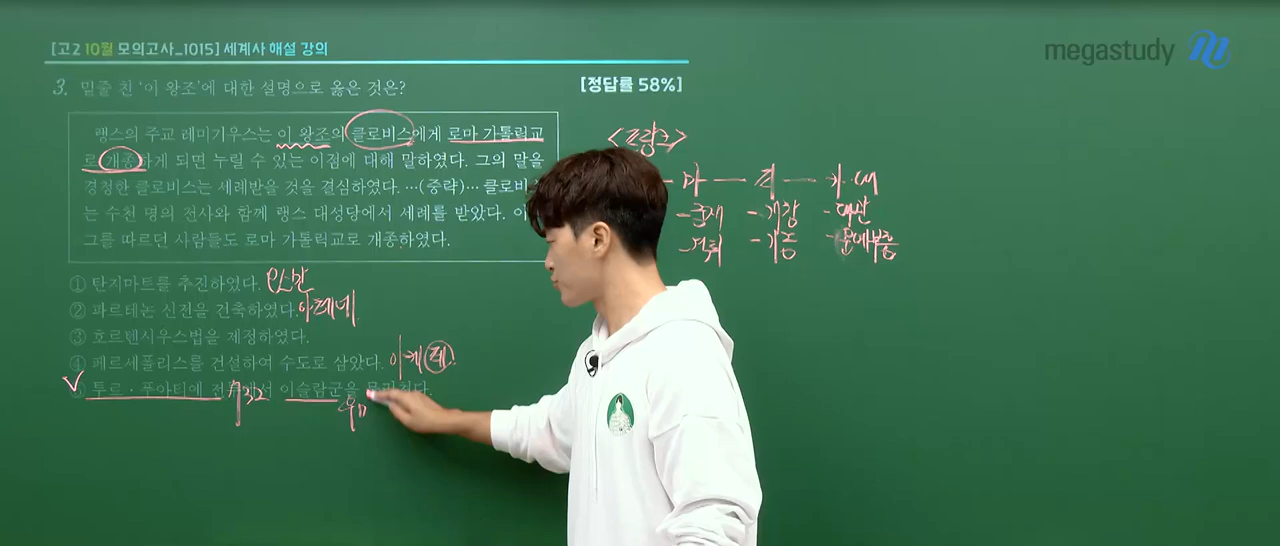 [고2 10월 모의고사_1015] 세계사 해설 강의
megastudy
3. 밑줄 친 '이 왕조'에 대한 설명으로 옳은 것은?
[정답률 58%]
랭스의 주교 레미기우스는 이 왕조의 클로비스에게 로마 가톨릭교
로 개종하게 되면 누릴 수 있는 이점에 대해 말하였다. 그의 말을
경청한 클로비스는 세례받을 것을 결심하였다. …(중략)… 클로비스
는 수천 명의 전사와 함께 랭스 대성당에서 세례를 받았다.
그를 따르던 사람들도 로마 가톨릭교로 개종하였다.
① 탄지마트를 추진하였다.
② 파르테논 신전을 건축하였다. 아테네
③ 호르텐시우스법을 제정하였다.
④ 페르세폴리스를 건설하여 수도로 삼았다. 아케페
⑤ 투르·푸아티에 전투에서 이슬람군을
732
<프랑크>
마 — 피 — 카·대